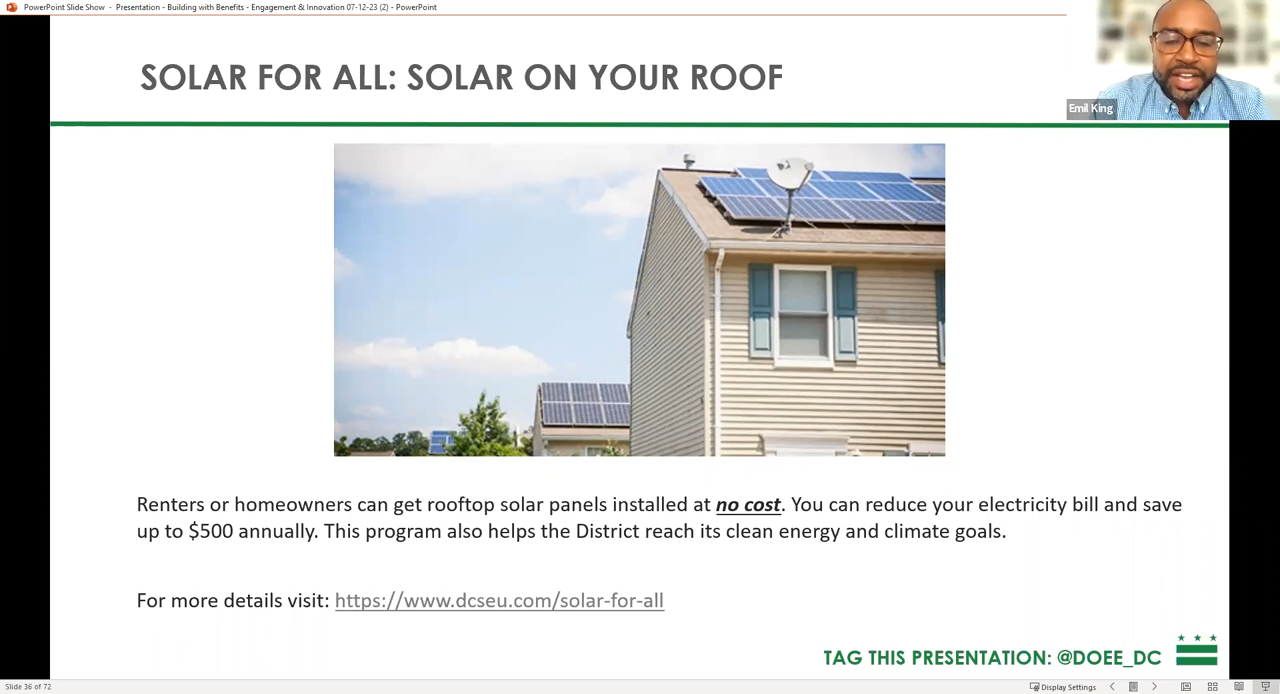 PowerPoint Slide Show - Presentation - Building with Benefits - Engagement & Innovation 07-12-23 (2) - PowerPoint
SOLAR FOR ALL: SOLAR ON YOUR ROOF
Emil King
Renters or homeowners can get rooftop solar panels installed at no cost. You can reduce your electricity bill and save
up to $500 annually. This program also helps the District reach its clean energy and climate goals.
For more details visit: https://www.dcseu.com/solar-for-all
TAG THIS PRESENTATION: @DOEE_DC
Slide 36 of 72
Display Settings